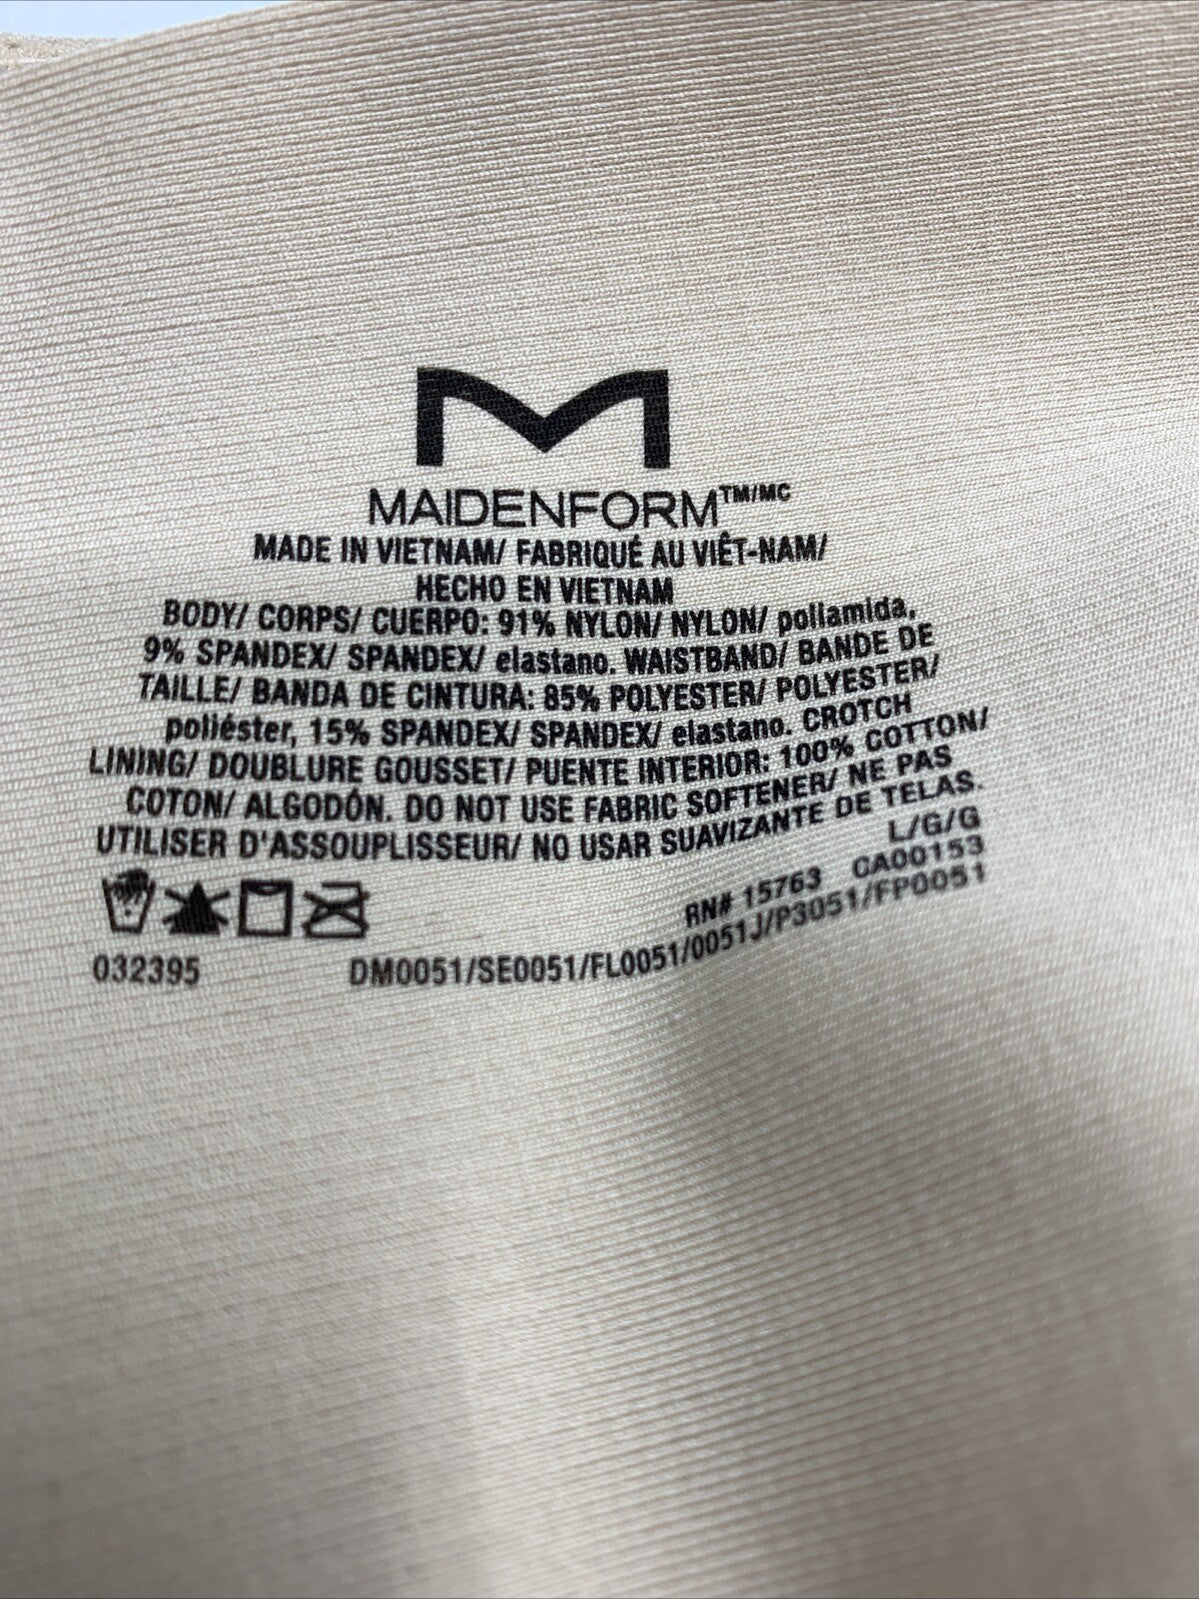 M
MAIDENFORM™/MC
MADE IN VIETNAM/ FABRIQUÉ AU VIÊT-NAM/
HECHO EN VIETNAM
BODY/ CORPS/ CUERPO: 91% NYLON/ NYLON/ poliamida,
9% SPANDEX/ SPANDEX/ elastano. WAISTBAND/ BANDE DE
TAILLE/ BANDA DE CINTURA: 85% POLYESTER/ POLYESTER/
poliéster, 15% SPANDEX/ SPANDEX/ elastano. CROTCH
LINING/ DOUBLURE GOUSSET/ PUENTE INTERIOR: 100% COTTON/
COTON/ ALGODÓN. DO NOT USE FABRIC SOFTENER/ NE PAS
UTILISER D'ASSOUPLISSEUR/ NO USAR SUAVIZANTE DE TELAS.
L/G/G
RN# 15763 CA00153
032395 DM0051/SE0051/FL0051/0051J/P3051/FP0051